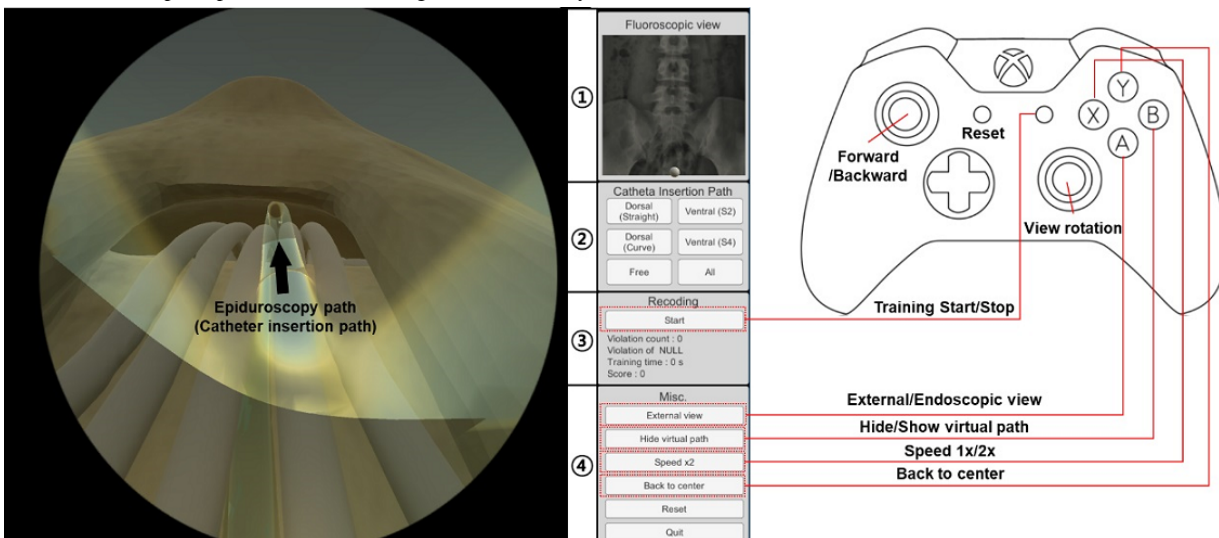 Epiduroscopy path
(Catheter insertion path)
①
Fluoroscopic view
②
Catheta Insertion Path
Dorsal
(Straight)
Ventral (S2)
Dorsal
(Curve)
Ventral (S4)
Free
All
③
Recoding
Start
Violation count : 0
Violation of NULL
Training time : 0 s
Score : 0
④
Misc.
External view
Hide virtual path
Speed x2
Back to center
Reset
Quit
Y
X
B
A
Reset
Forward
/Backward
View rotation
Training Start/Stop
External/Endoscopic view
Hide/Show virtual path
Speed 1x/2x
Back to center